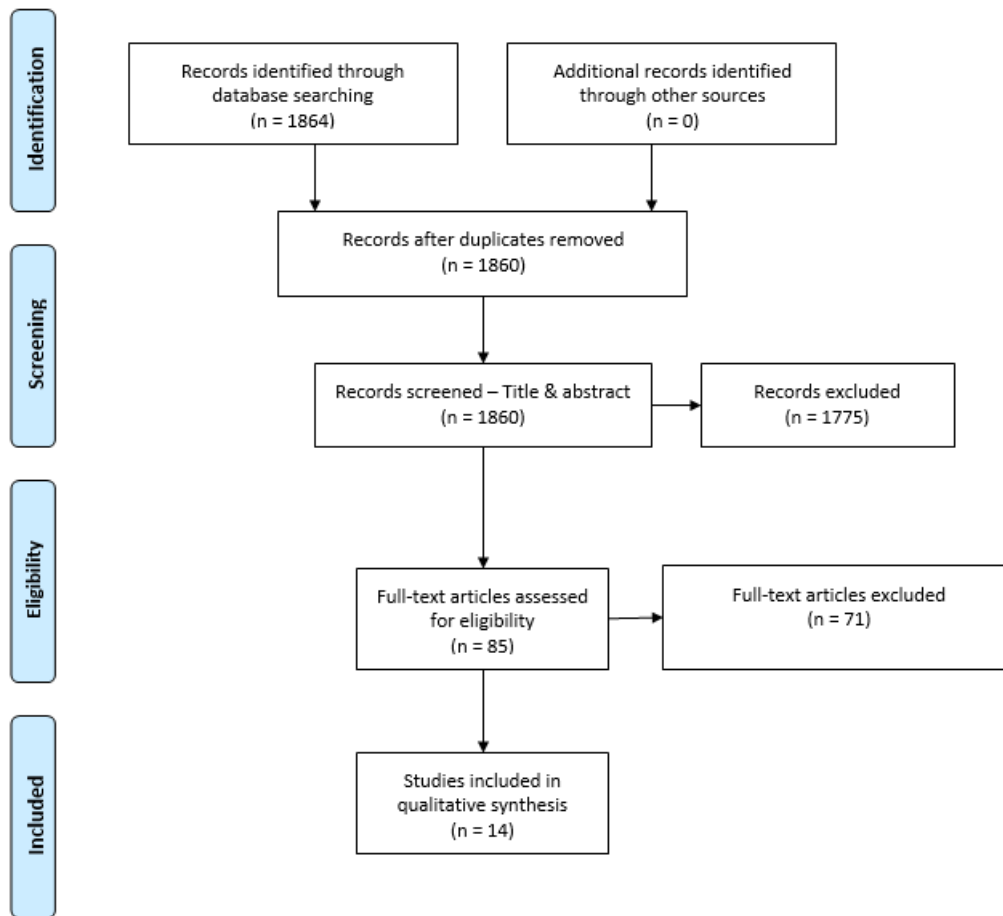 Identification
Records identified through
database searching
(n = 1864)
Additional records identified
through other sources
(n = 0)
Records after duplicates removed
(n = 1860)
Screening
Records screened – Title & abstract
(n = 1860)
Records excluded
(n = 1775)
Eligibility
Full-text articles assessed
for eligibility
(n = 85)
Full-text articles excluded
(n = 71)
Included
Studies included in
qualitative synthesis
(n = 14)